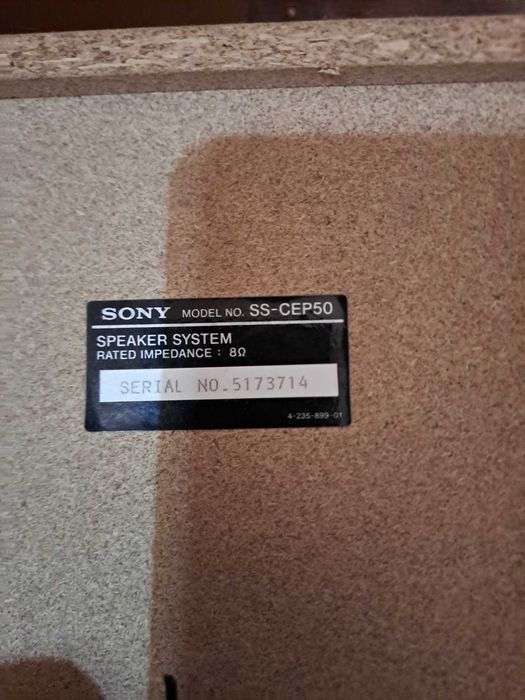 SONY MODEL NO. SS-CEP50
SPEAKER SYSTEM
RATED IMPEDANCE : 8Ω
SERIAL NO.5173714
4-235-899-01